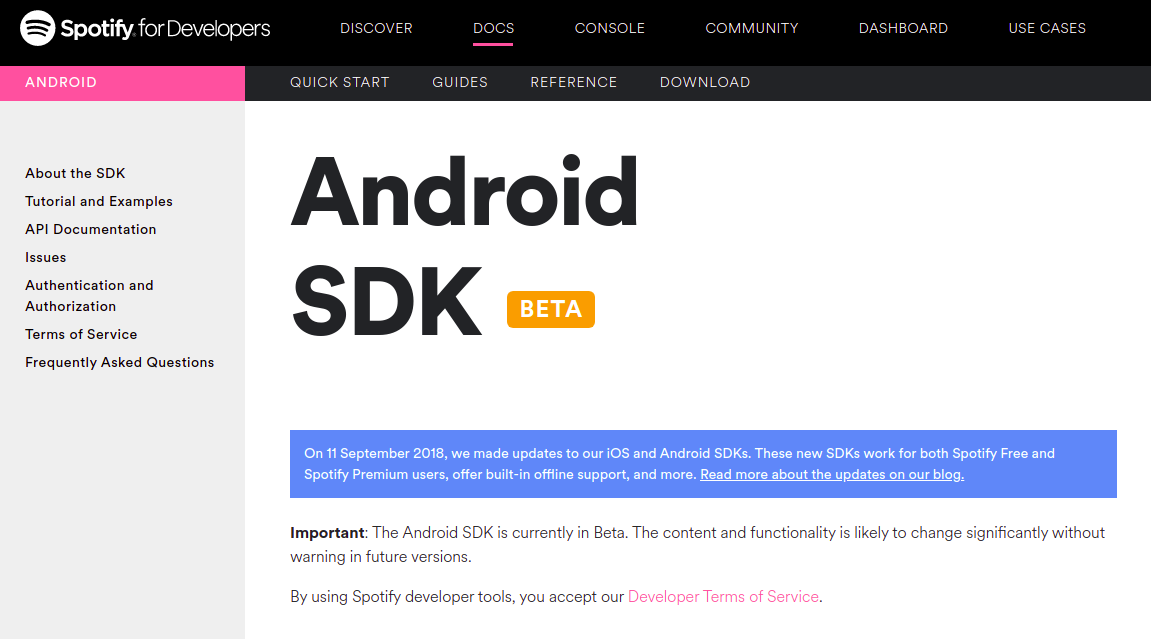 Spotify for Developers
DISCOVER
DOCS
CONSOLE
COMMUNITY
DASHBOARD
USE CASES
ANDROID
QUICK START
GUIDES
REFERENCE
DOWNLOAD
About the SDK
Tutorial and Examples
API Documentation
Issues
Authentication and
Authorization
Terms of Service
Frequently Asked Questions
Android
SDK BETA
On 11 September 2018, we made updates to our iOS and Android SDKs. These new SDKs work for both Spotify Free and
Spotify Premium users, offer built-in offline support, and more. Read more about the updates on our blog.
Important: The Android SDK is currently in Beta. The content and functionality is likely to change significantly without
warning in future versions.
By using Spotify developer tools, you accept our Developer Terms of Service.